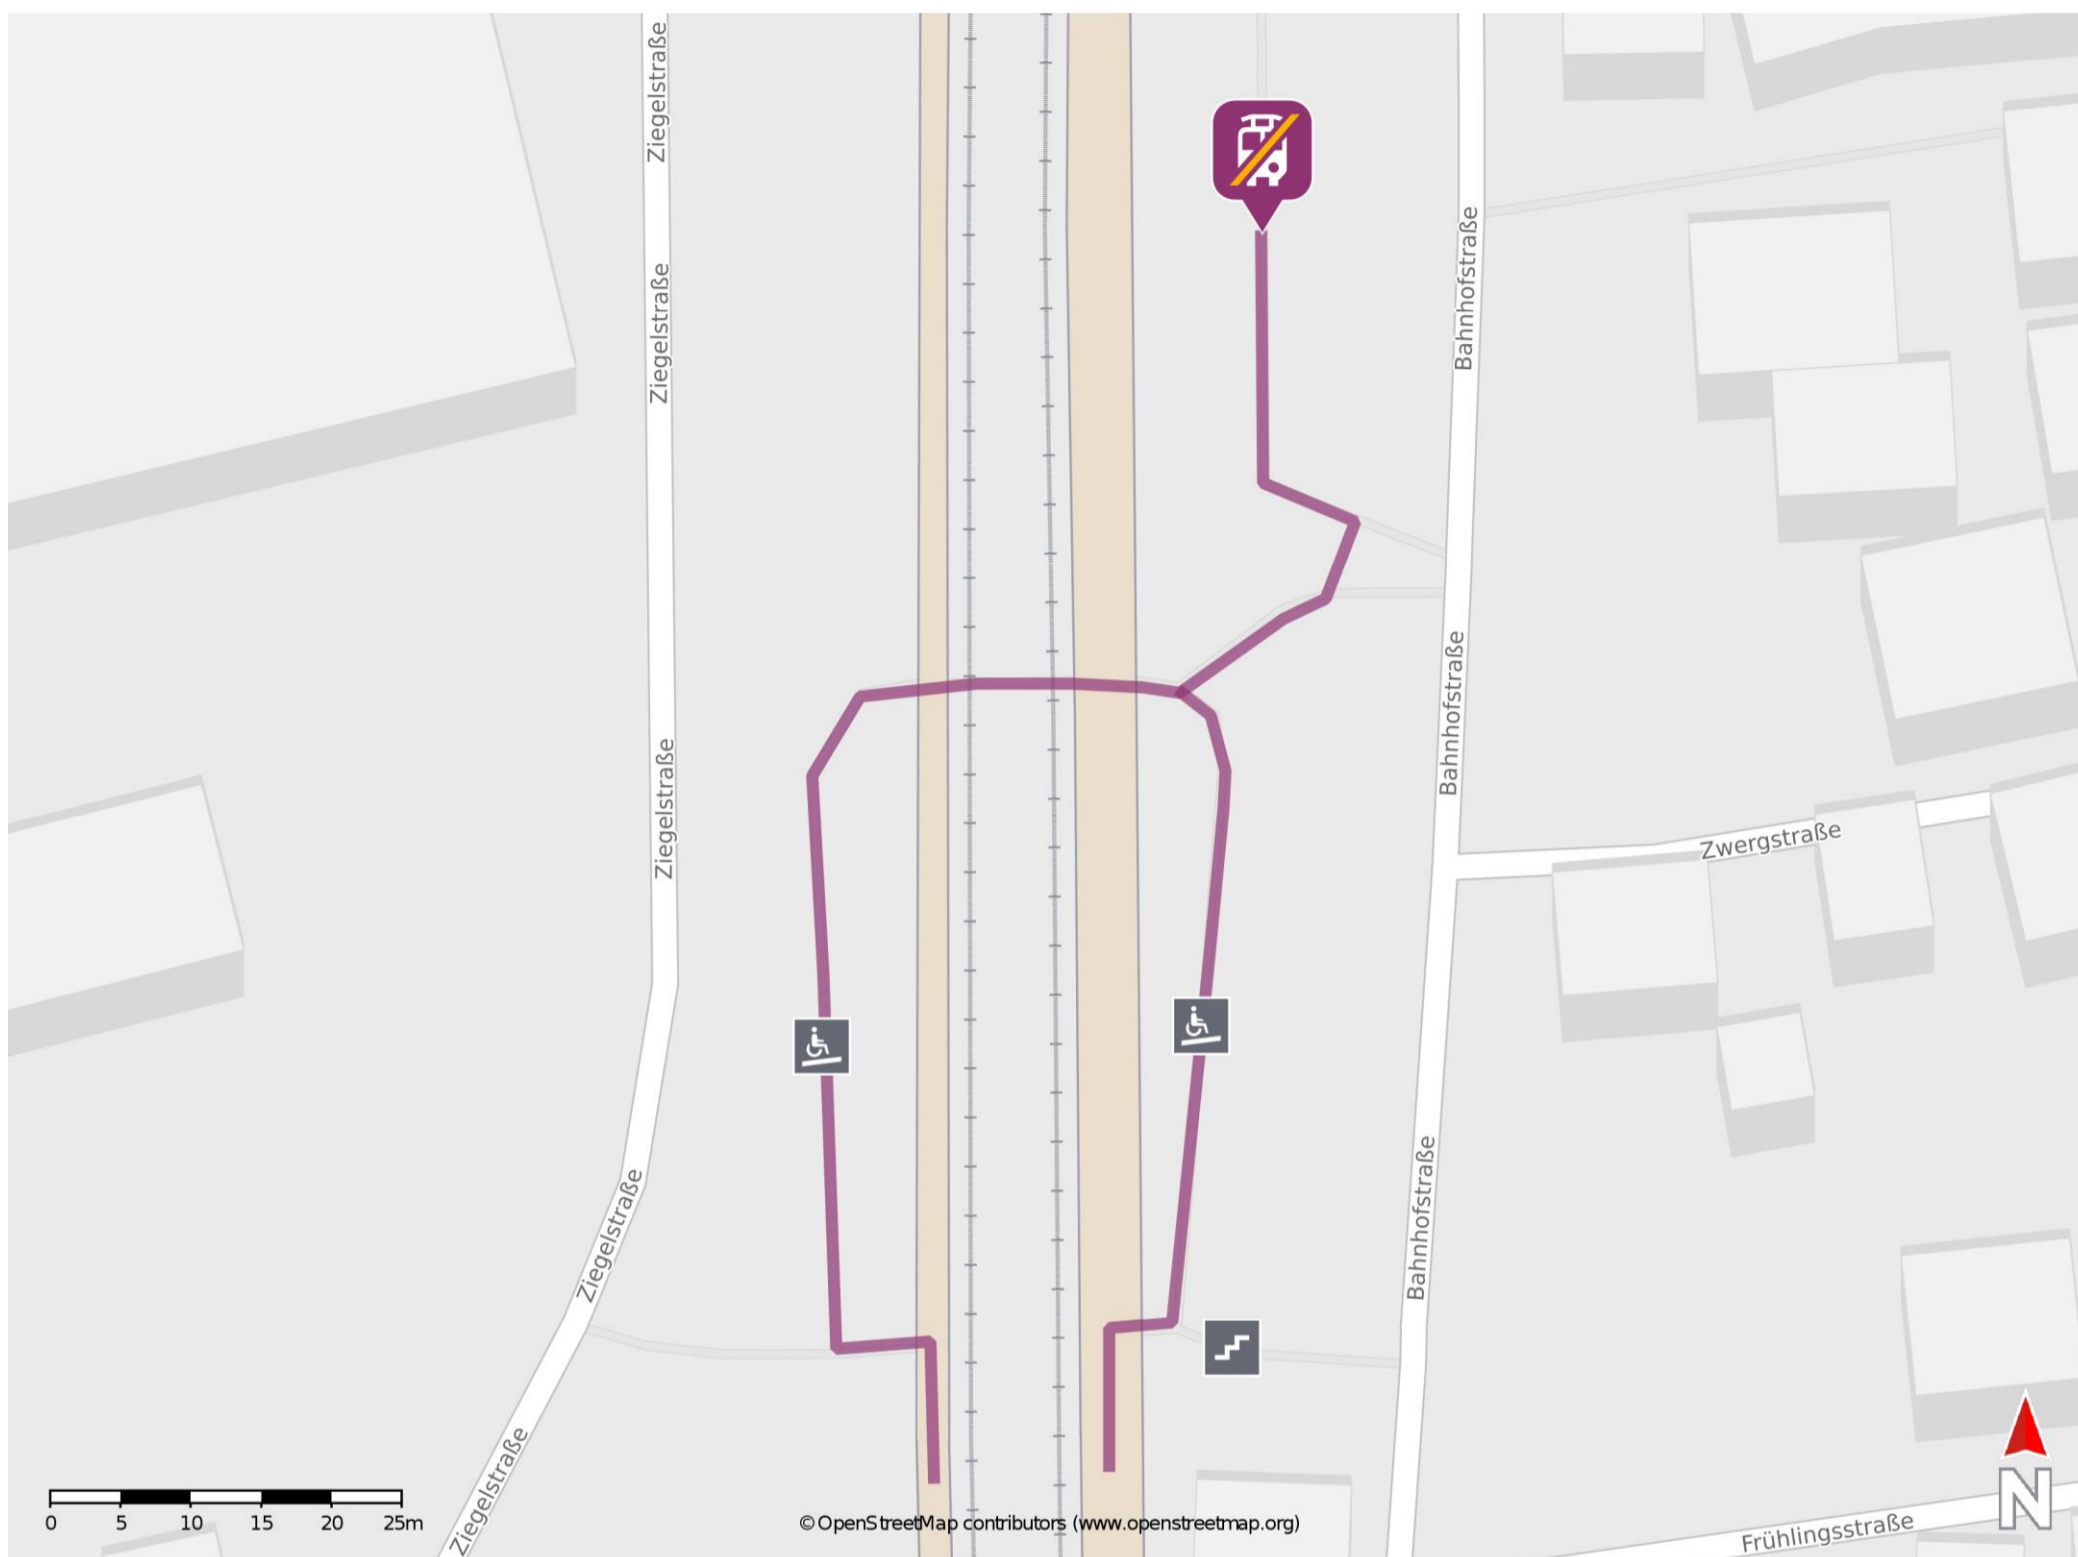 Ziegelstraße
Ziegelstraße
Bahnhofstraße
Bahnhofstraße
Ziegelstraße
Zwergstraße
Bahnhofstraße
Ziegelstraße
Ziegelstraße
0 5 10 15 20 25m
© OpenStreetMap contributors (www.openstreetmap.org)
Frühlingsstraße
N